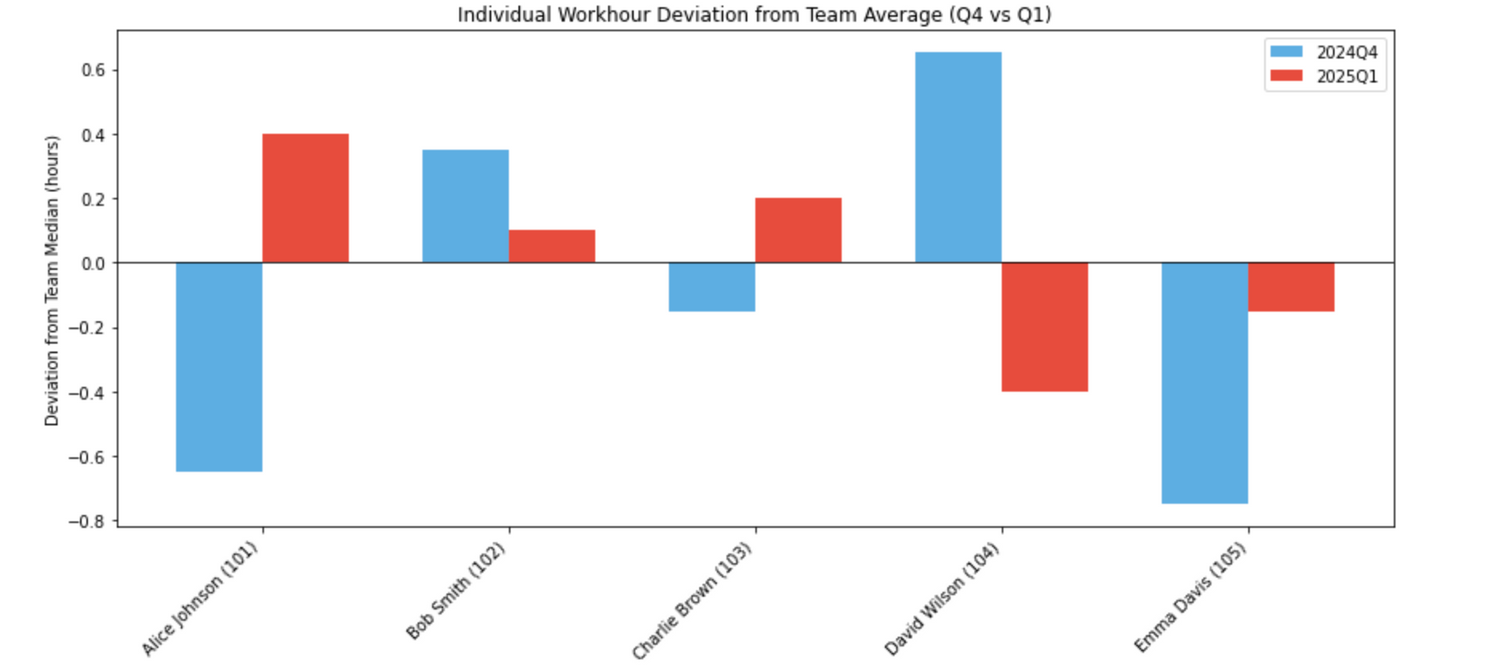 Individual Workhour Deviation from Team Average (Q4 vs Q1)
2024Q4
2025Q1
Deviation from Team Median (hours)
0.6
0.4
0.2
0.0
−0.2
−0.4
−0.6
−0.8
Alice Johnson (101)
Bob Smith (102)
Charlie Brown (103)
David Wilson (104)
Emma Davis (105)